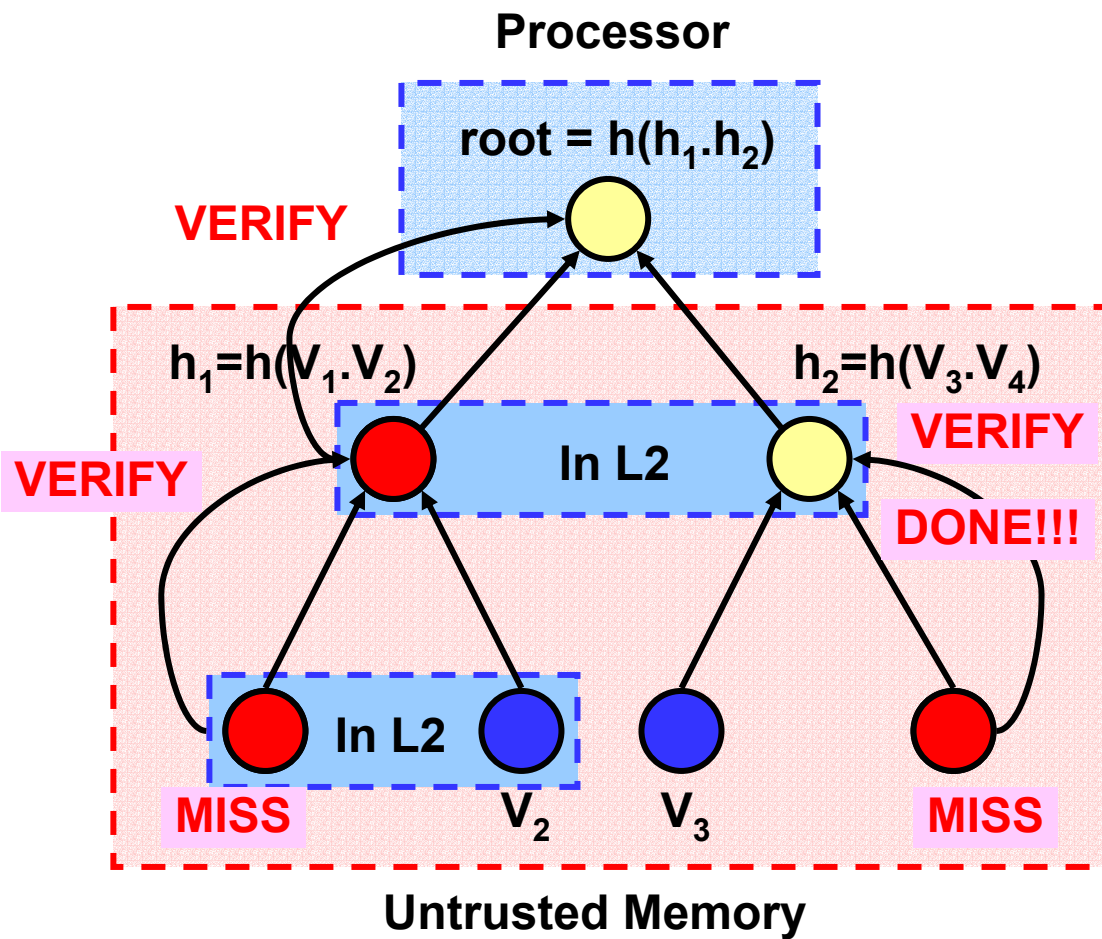 Processor
root = h(h₁.h₂)
VERIFY
h₁=h(V₁.V₂)
h₂=h(V₃.V₄)
VERIFY
VERIFY
In L2
DONE!!!
In L2
MISS
V₂
V₃
MISS
Untrusted Memory